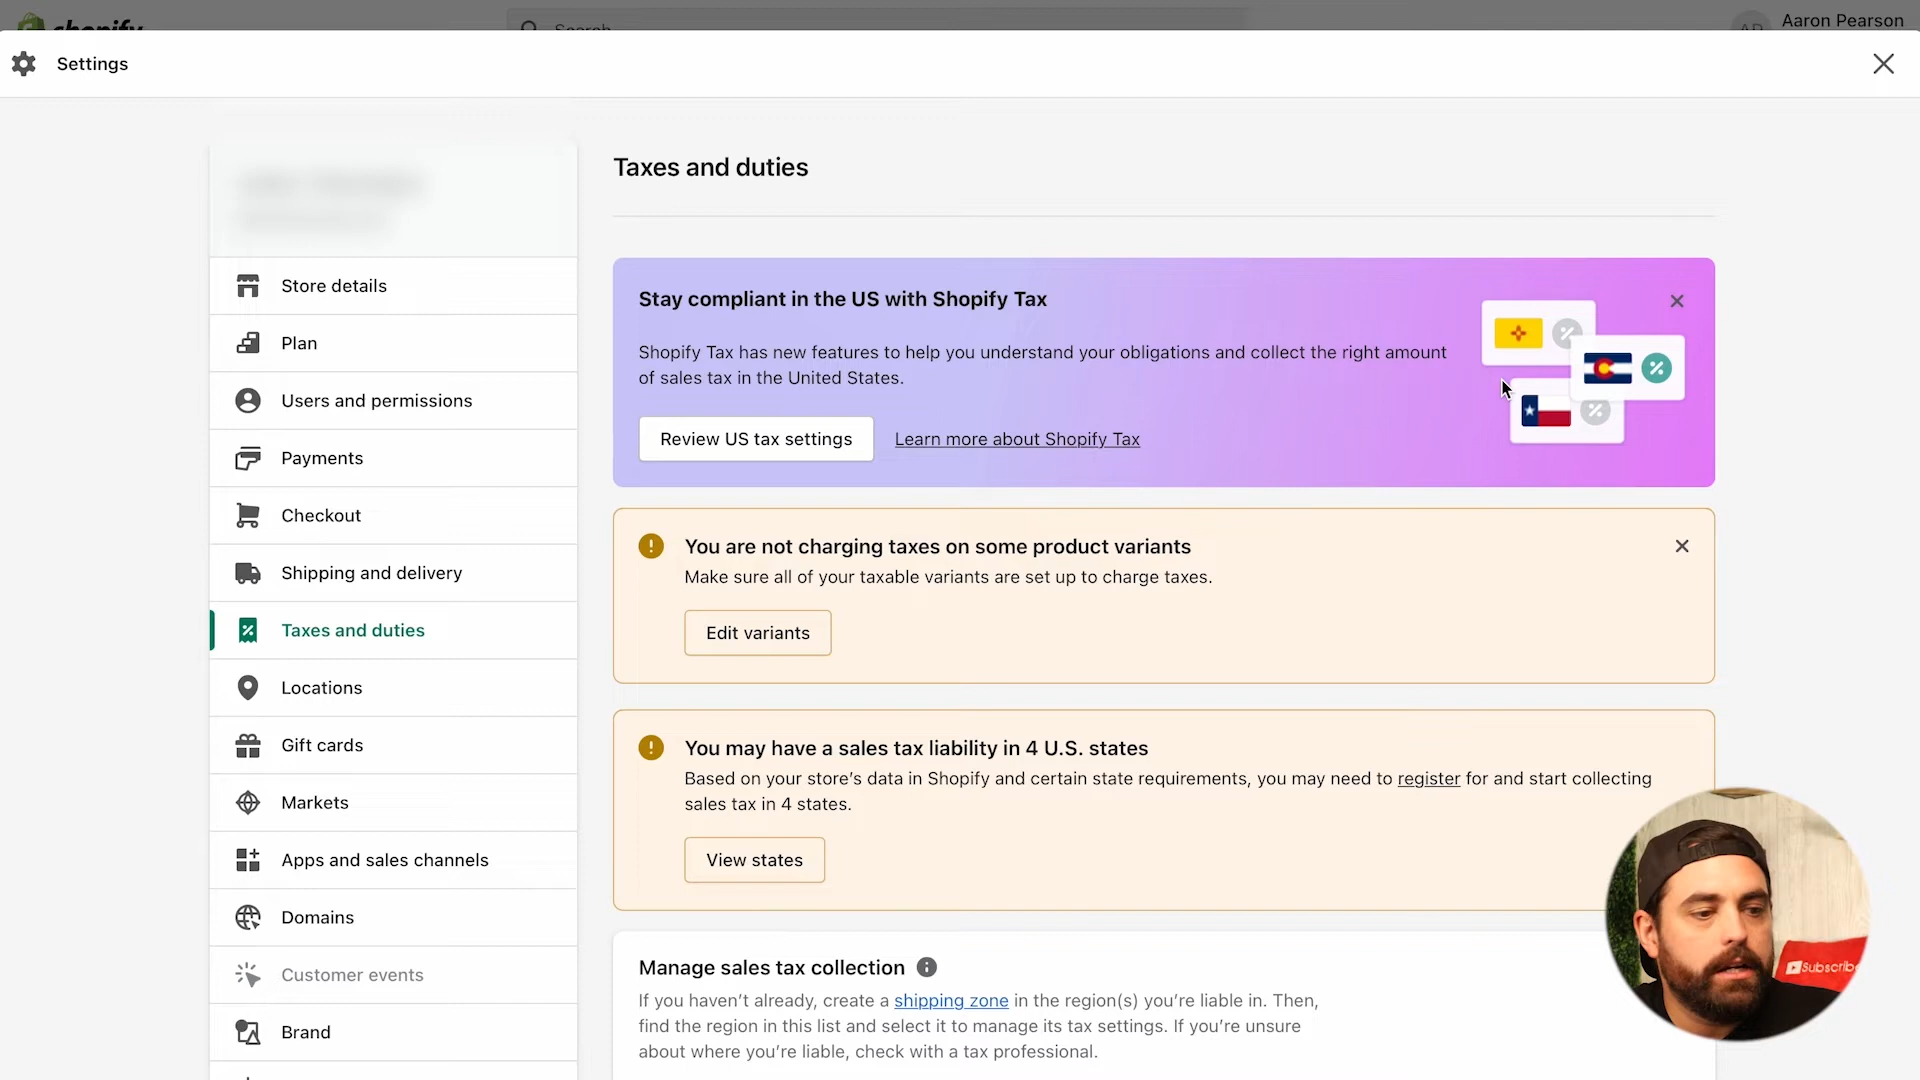 shopify
Search
AP
Aaron Pearson
Settings
Taxes and duties
Store details
Plan
Users and permissions
Payments
Checkout
Shipping and delivery
Taxes and duties
Locations
Gift cards
Markets
Apps and sales channels
Domains
Customer events
Brand
Stay compliant in the US with Shopify Tax
Shopify Tax has new features to help you understand your obligations and collect the right amount
of sales tax in the United States.
Review US tax settings
Learn more about Shopify Tax
You are not charging taxes on some product variants
Make sure all of your taxable variants are set up to charge taxes.
Edit variants
You may have a sales tax liability in 4 U.S. states
Based on your store's data in Shopify and certain state requirements, you may need to register for and start collecting
sales tax in 4 states.
View states
Manage sales tax collection
If you haven't already, create a shipping zone in the region(s) you're liable in. Then,
find the region in this list and select it to manage its tax settings. If you're unsure
about where you're liable, check with a tax professional.
Subscribe